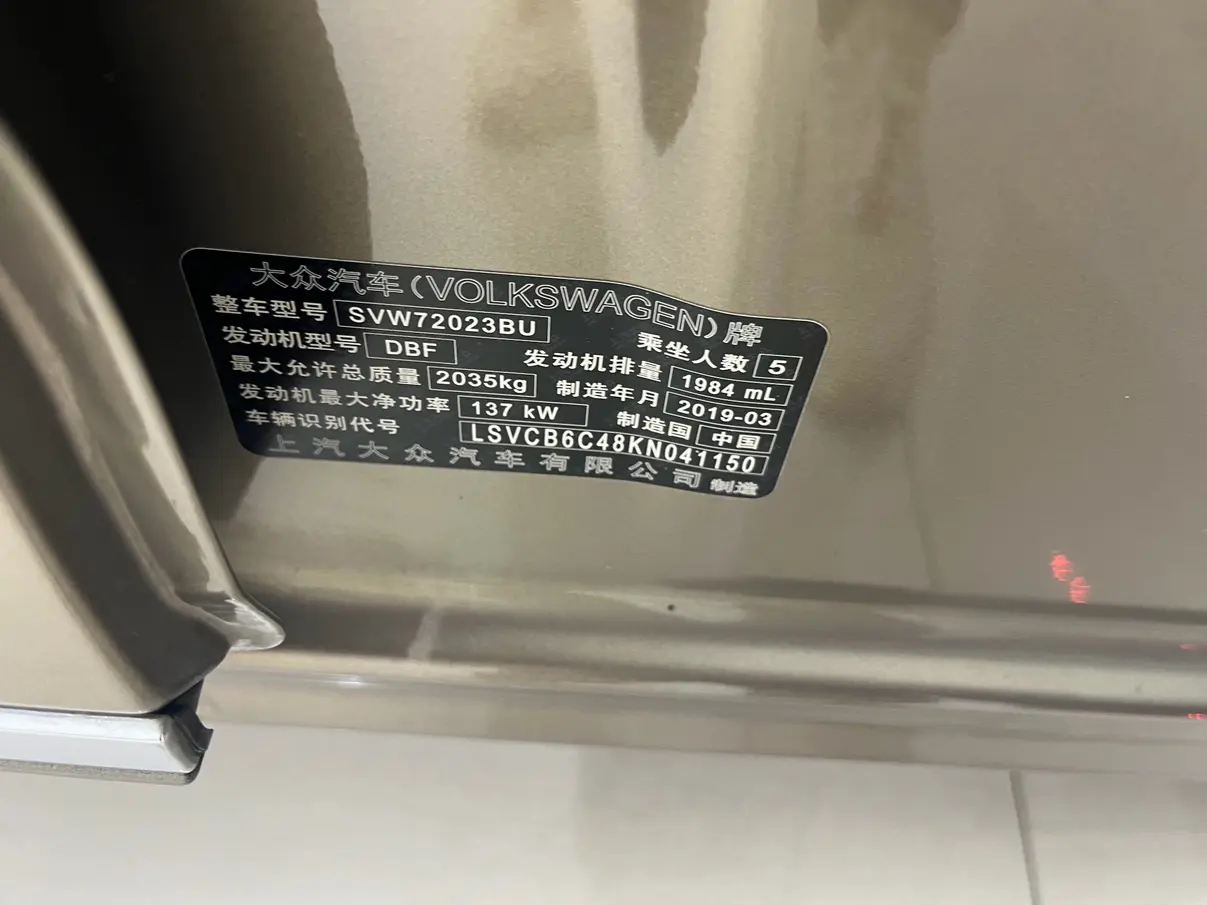 大众汽车(VOLKSWAGEN)牌
整车型号 SVW72023BU 乘坐人数 5
发动机型号 DBF 发动机排量 1984 mL
最大允许总质量 2035kg 制造年月 2019-03
发动机最大净功率 137 kW 制造国 中国
车辆识别代号 LSVCB6C48KN041150
上汽大众汽车有限公司 制造